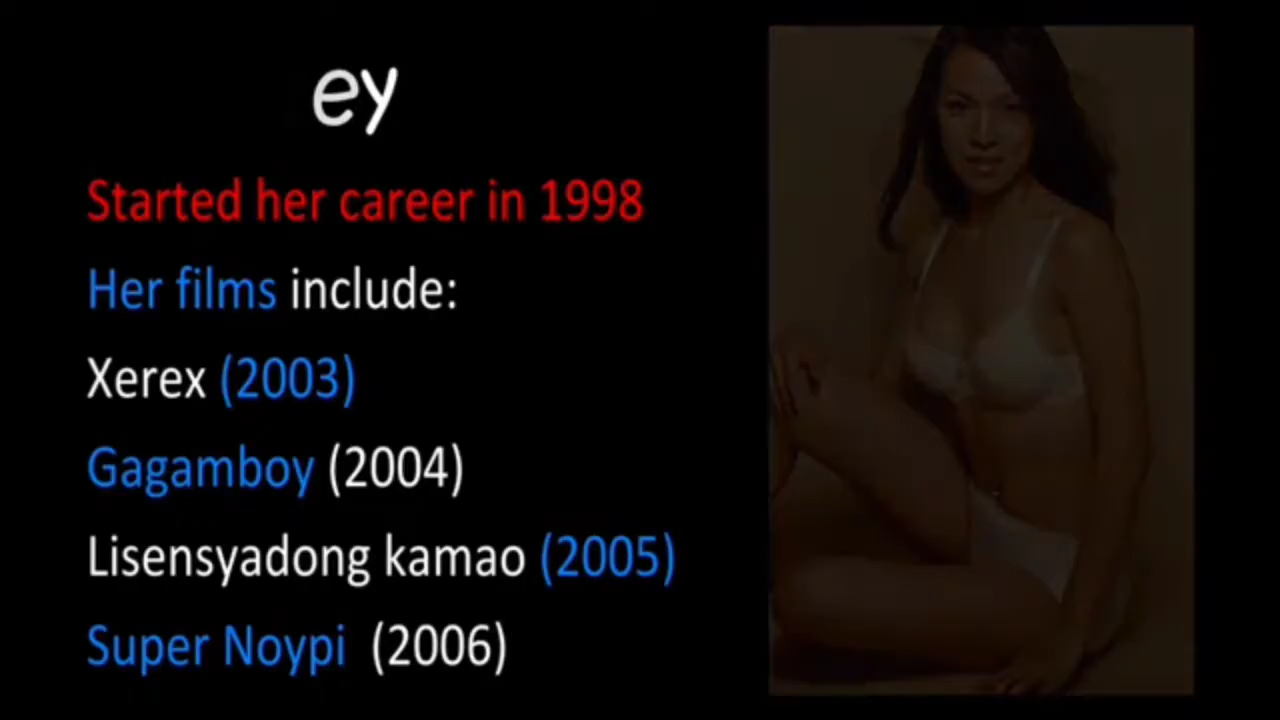 ey
Started her career in 1998
Her films include:
Xerex (2003)
Gagamboy (2004)
Lisensyadong kamao (2005)
Super Noypi (2006)